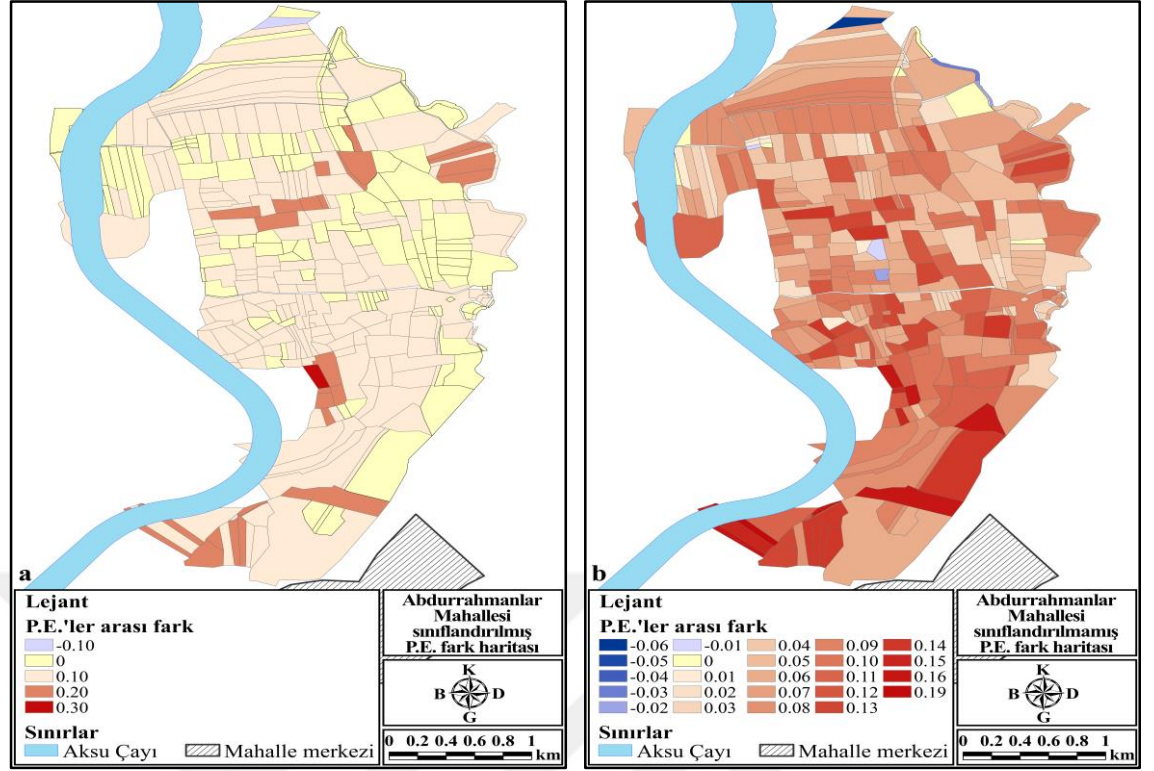 a
Lejant
P.E.'ler arası fark
-0.10
0
0.10
0.20
0.30
Sınırlar
Aksu Çayı Mahalle merkezi
Abdurrahmanlar
Mahallesi
sınıflandırılmış
P.E. fark haritası
K
B D
G
0 0.2 0.4 0.6 0.8 1
km
b
Lejant
P.E.'ler arası fark
-0.06 -0.01 0.04 0.09 0.14
-0.05 0 0.05 0.10 0.15
-0.04 0.01 0.06 0.11 0.16
-0.03 0.02 0.07 0.12 0.19
-0.02 0.03 0.08 0.13
Sınırlar
Aksu Çayı Mahalle merkezi
Abdurrahmanlar
Mahallesi
sınıflandırılmamış
P.E. fark haritası
K
B D
G
0 0.2 0.4 0.6 0.8 1
km